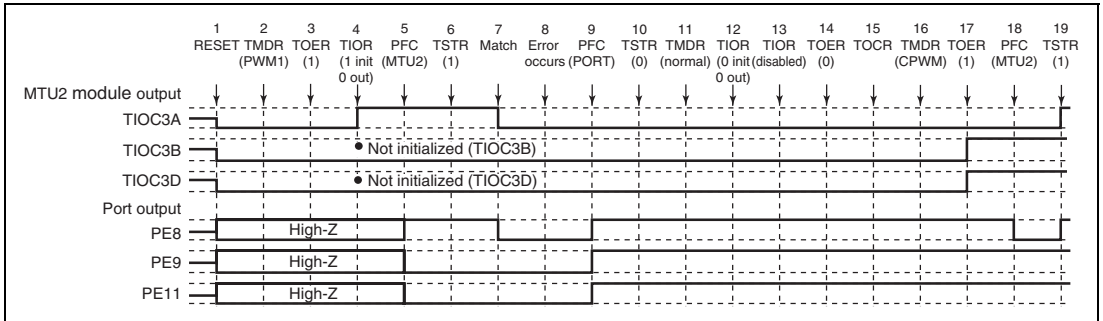 1 2 3 4 5 6 7 8 9 10 11 12 13 14 15 16 17 18 19
RESET TMDR TOER TIOR PFC TSTR Match Error PFC TSTR TMDR TIOR TIOR TOER TOCR TMDR TOER PFC TSTR
(PWM1) (1) (1 init (MTU2) (1) occurs (PORT) (0) (normal) (0 init (disabled) (0) (CPWM) (1) (MTU2) (1)
0 out) 0 out)
MTU2 module output
TIOC3A
TIOC3B • Not initialized (TIOC3B)
TIOC3D • Not initialized (TIOC3D)
Port output
PE8 High-Z
PE9 High-Z
PE11 High-Z